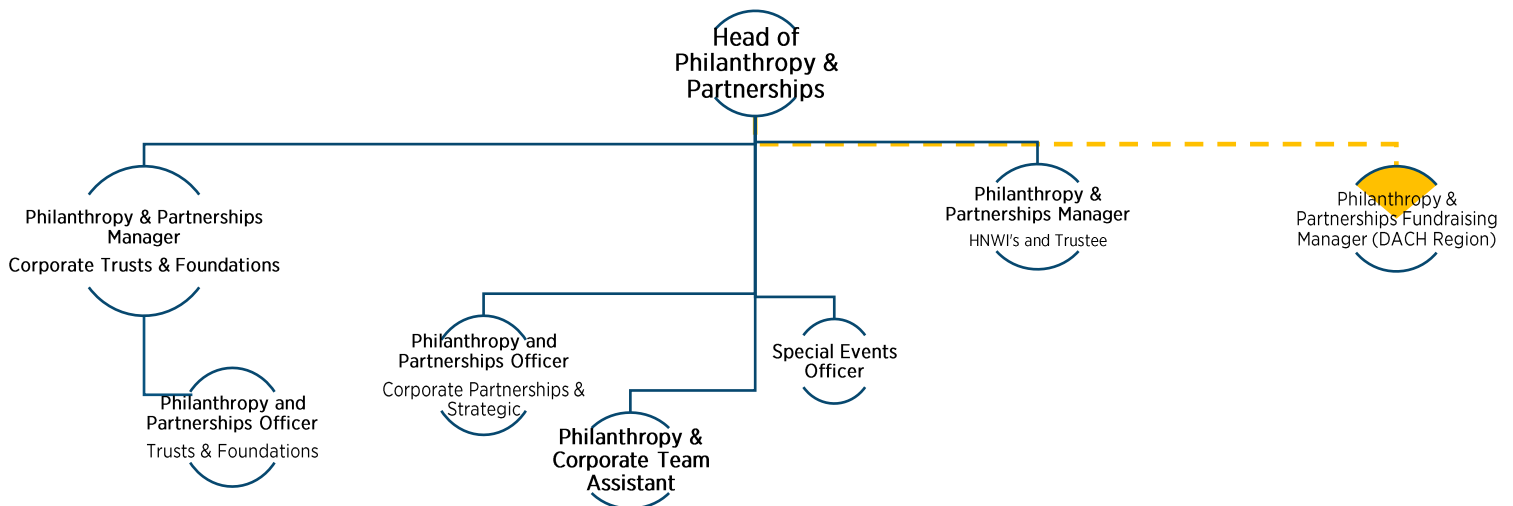 Head of
Philanthropy &
Partnerships
Philanthropy & Partnerships
Manager
Corporate Trusts & Foundations
Philanthropy &
Partnerships Manager
HNWI's and Trustee
Philanthropy &
Partnerships Fundraising
Manager (DACH Region)
Philanthropy and
Partnerships Officer
Corporate Partnerships &
Strategic
Special Events
Officer
Philanthropy and
Partnerships Officer
Trusts & Foundations
Philanthropy &
Corporate Team
Assistant